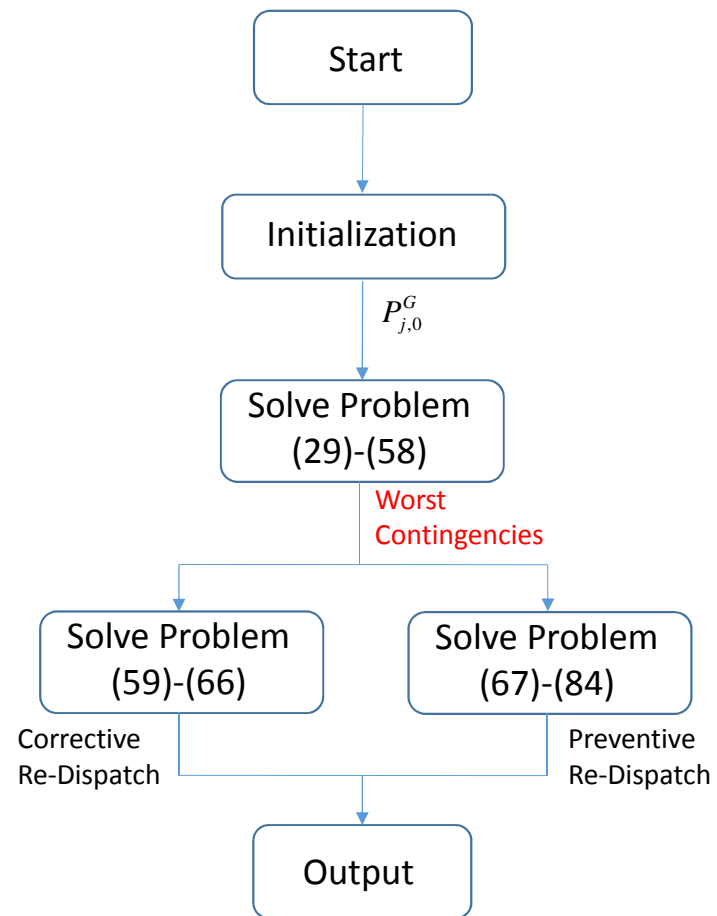 Start
Initialization
P_{j,0}^{G}
Solve Problem
(29)-(58)
Worst
Contingencies
Solve Problem
(59)-(66)
Solve Problem
(67)-(84)
Corrective
Re-Dispatch
Preventive
Re-Dispatch
Output